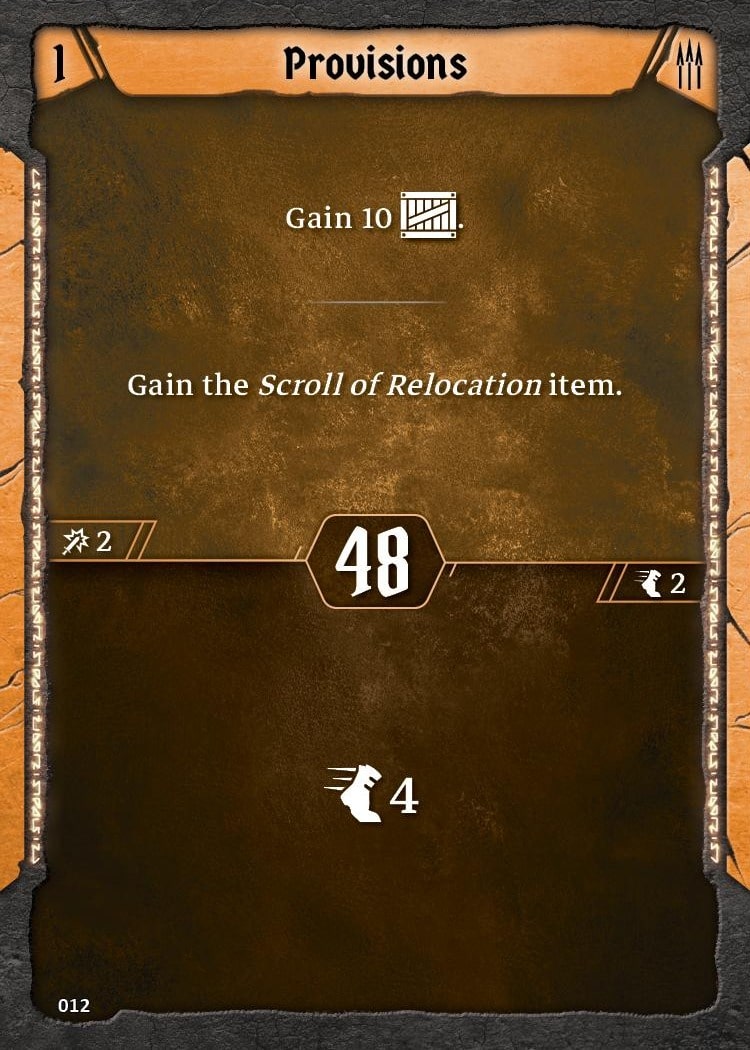 1
Provisions
Gain 10 .
Gain the Scroll of Relocation item.
2
48
2
4
012